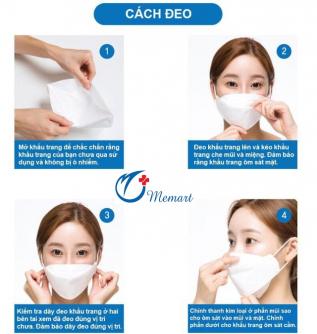 CÁCH ĐEO
1
Mở khẩu trang để chắc chắn rằng
khẩu trang của bạn chưa qua sử
dụng và không bị ô nhiễm.
2
Đeo khẩu trang lên và kéo khẩu
trang che mũi và miệng. Đảm bảo
rằng khẩu trang ôm sát mặt.
Memart
3
Kiểm tra dây đeo khẩu trang ở hai
bên tai xem đã đeo đúng vị trí
chưa. Đảm bảo dây đeo đúng vị trí.
4
Chỉnh thanh kim loại ở phần mũi sao
cho ôm sát vào mũi và mặt. Chỉnh
phần dưới cho khẩu trang ôm sát cằm.